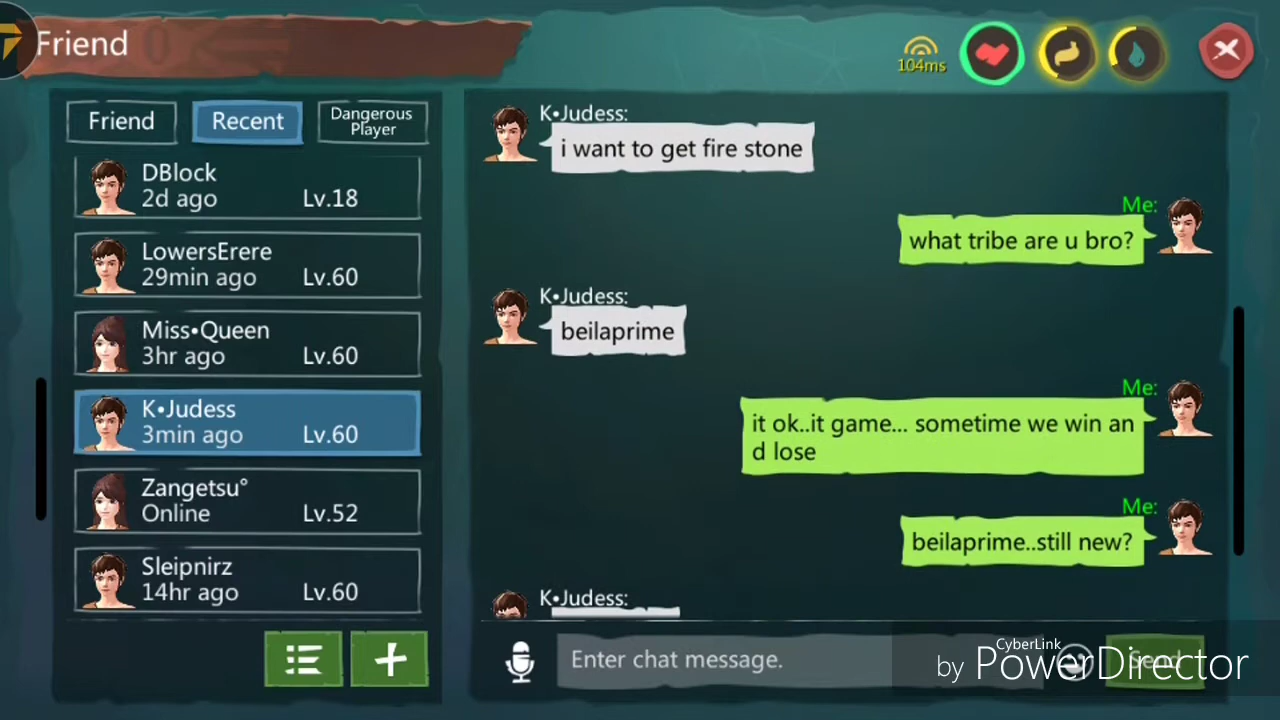 Friend
104ms
Friend
Recent
Dangerous
Player
DBlock
2d ago
Lv.18
LowersErere
29min ago
Lv.60
Miss•Queen
3hr ago
Lv.60
K•Judess
3min ago
Lv.60
Zangetsu°
Online
Lv.52
Sleipnirz
14hr ago
Lv.60
K•Judess:
i want to get fire stone
Me:
what tribe are u bro?
K•Judess:
beilaprime
Me:
it ok..it game... sometime we win an
d lose
Me:
beilaprime..still new?
K•Judess:
Enter chat message.
Send
CyberLink
by PowerDirector